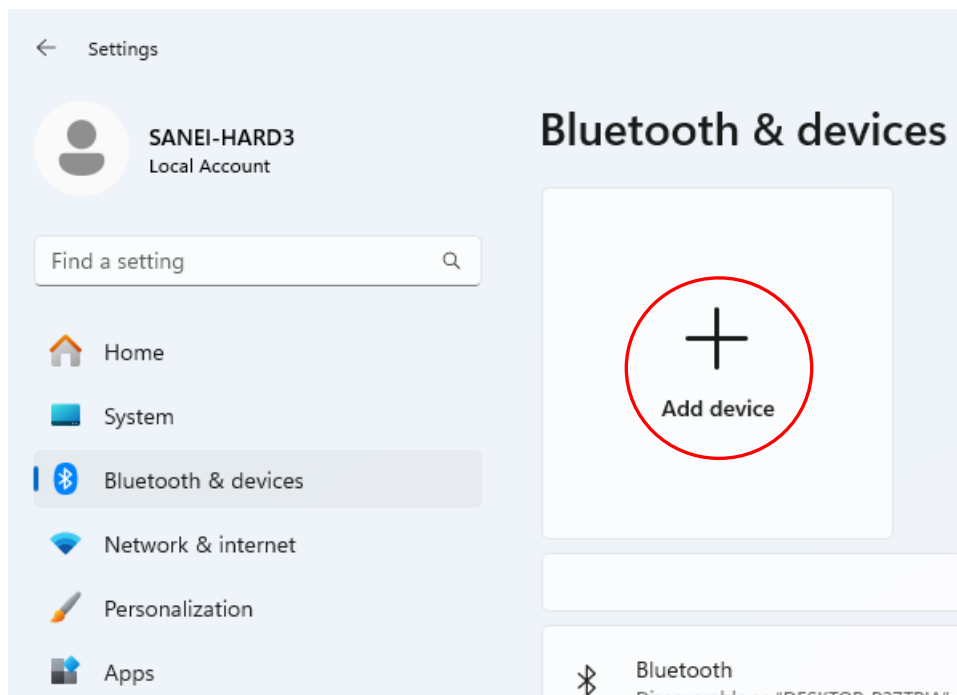 Settings
SANEI-HARD3
Local Account
Bluetooth & devices
Find a setting
Add device
Home
System
Bluetooth & devices
Network & internet
Personalization
Apps
Bluetooth